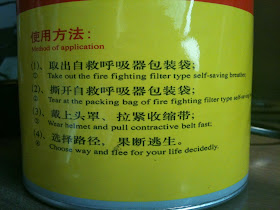 使用方法:
Method of application
(1)、取出自救呼吸器包装袋;
Take out the fire fighting filter type self-saving breather
(2)、撕开自救呼吸器包装袋;
Tear at the packing bag of fire fighting filter type self-saving
(3)、戴上头罩、拉紧收缩带;
Wear helmet and pull contractive belt fast;
(4)、选择路径,果断逃生。
Choose way and flee for your life decidedly.